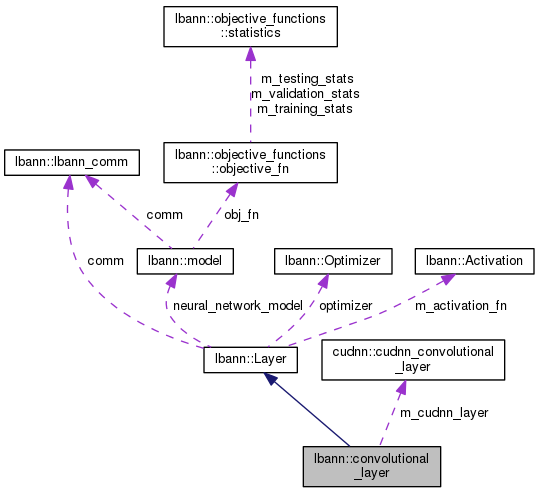 lbann::objective_functions
::statistics
m_testing_stats
m_validation_stats
m_training_stats
lbann::lbann_comm
lbann::objective_functions
::objective_fn
comm
obj_fn
comm
lbann::model
lbann::Optimizer
lbann::Activation
neural_network_model
optimizer
m_activation_fn
lbann::Layer
cudnn::cudnn_convolutional
_layer
m_cudnn_layer
lbann::convolutional
_layer